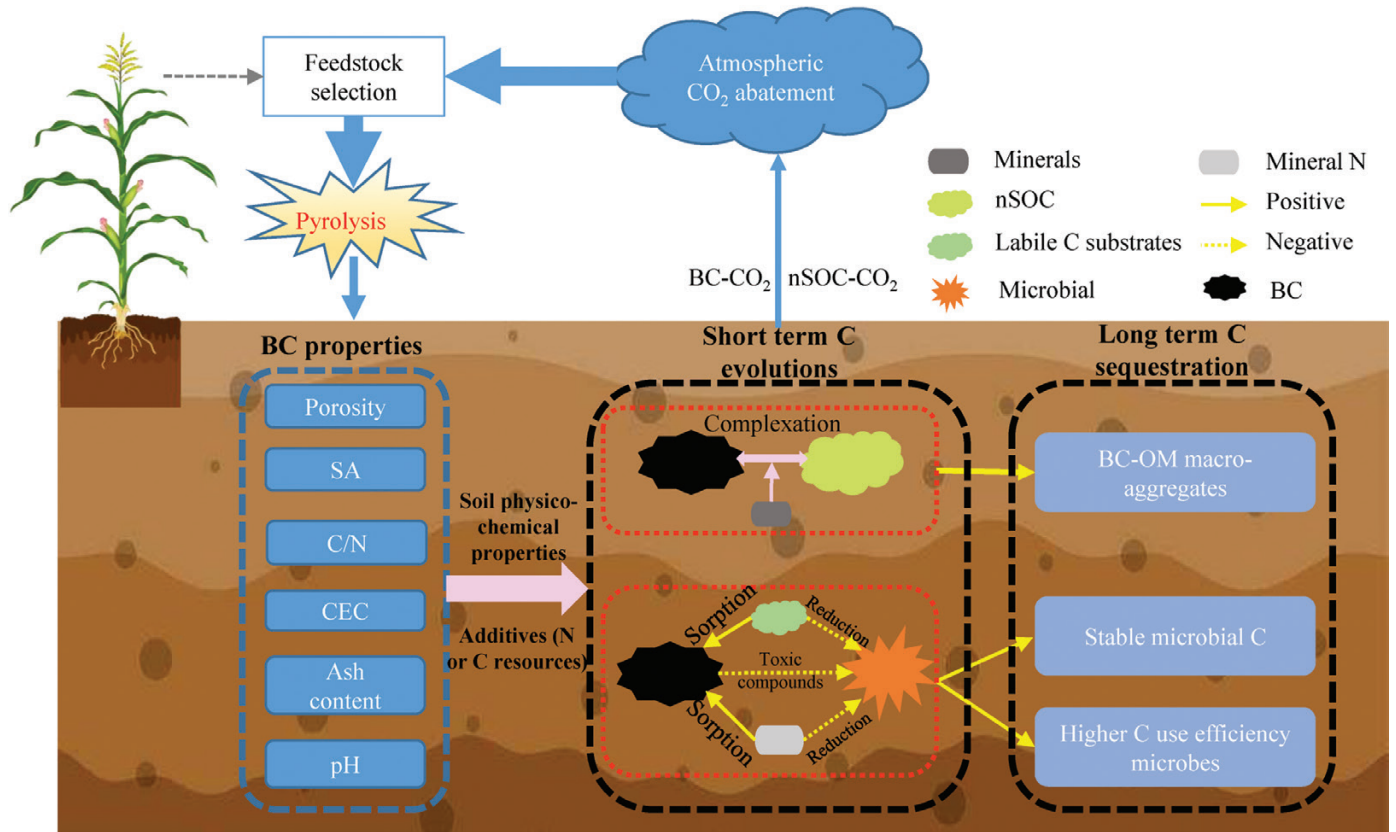 Feedstock
selection
Atmospheric
CO₂ abatement
Pyrolysis
Minerals
Mineral N
nSOC
Positive
Labile C substrates
Negative
Microbial
BC
BC-CO₂
nSOC-CO₂
BC properties
Porosity
SA
C/N
CEC
Ash
content
pH
Soil physico-
chemical
properties
Additives (N
or C resources)
Short term C
evolutions
Complexation
Sorption
Reduction
Toxic
compounds
Sorption
Reduction
Long term C
sequestration
BC-OM macro-
aggregates
Stable microbial C
Higher C use efficiency
microbes